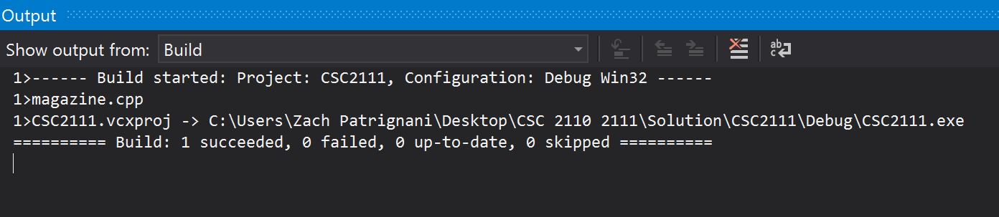 Output
Show output from: Build
1>------ Build started: Project: CSC2111, Configuration: Debug Win32 ------
1>magazine.cpp
1>CSC2111.vcxproj -> C:\Users\Zach Patrignani\Desktop\CSC 2110 2111\Solution\CSC2111\Debug\CSC2111.exe
========== Build: 1 succeeded, 0 failed, 0 up-to-date, 0 skipped ==========